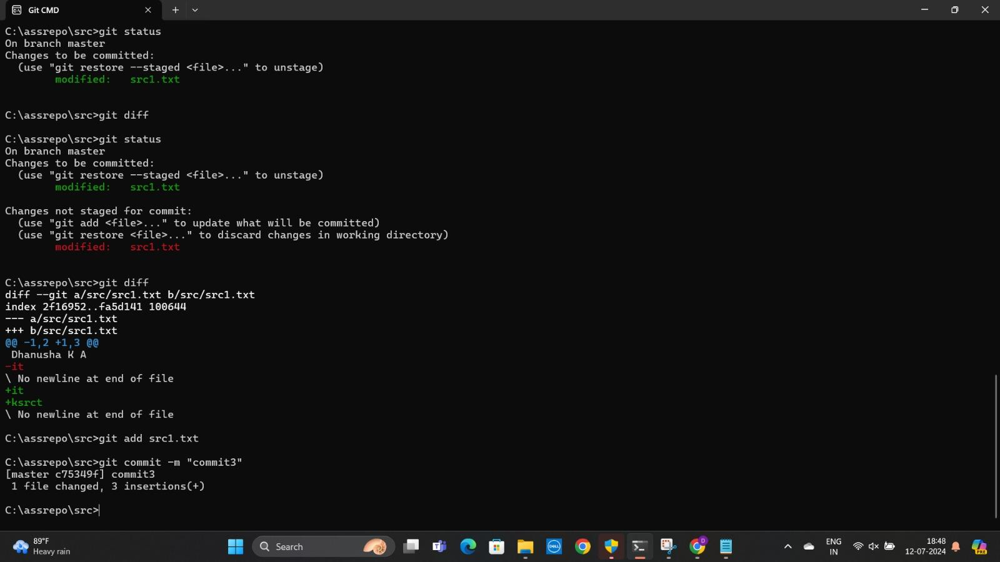 Git CMD
C:\assrepo\src>git status
On branch master
Changes to be committed:
  (use "git restore --staged <file>..." to unstage)
        modified:   src1.txt
C:\assrepo\src>git diff
C:\assrepo\src>git status
On branch master
Changes to be committed:
  (use "git restore --staged <file>..." to unstage)
        modified:   src1.txt
Changes not staged for commit:
  (use "git add <file>..." to update what will be committed)
  (use "git restore <file>..." to discard changes in working directory)
        modified:   src1.txt
C:\assrepo\src>git diff
diff --git a/src/src1.txt b/src/src1.txt
index 2f16952..fa5d141 100644
--- a/src/src1.txt
+++ b/src/src1.txt
@@ -1,2 +1,3 @@
 Dhanusha K A
-it
\ No newline at end of file
+it
+ksrct
\ No newline at end of file
C:\assrepo\src>git add src1.txt
C:\assrepo\src>git commit -m "commit3"
[master c75349f] commit3
 1 file changed, 3 insertions(+)
C:\assrepo\src>
89°F
Heavy rain
Search
DELL
D
ENG
IN
18:48
12-07-2024
PRE